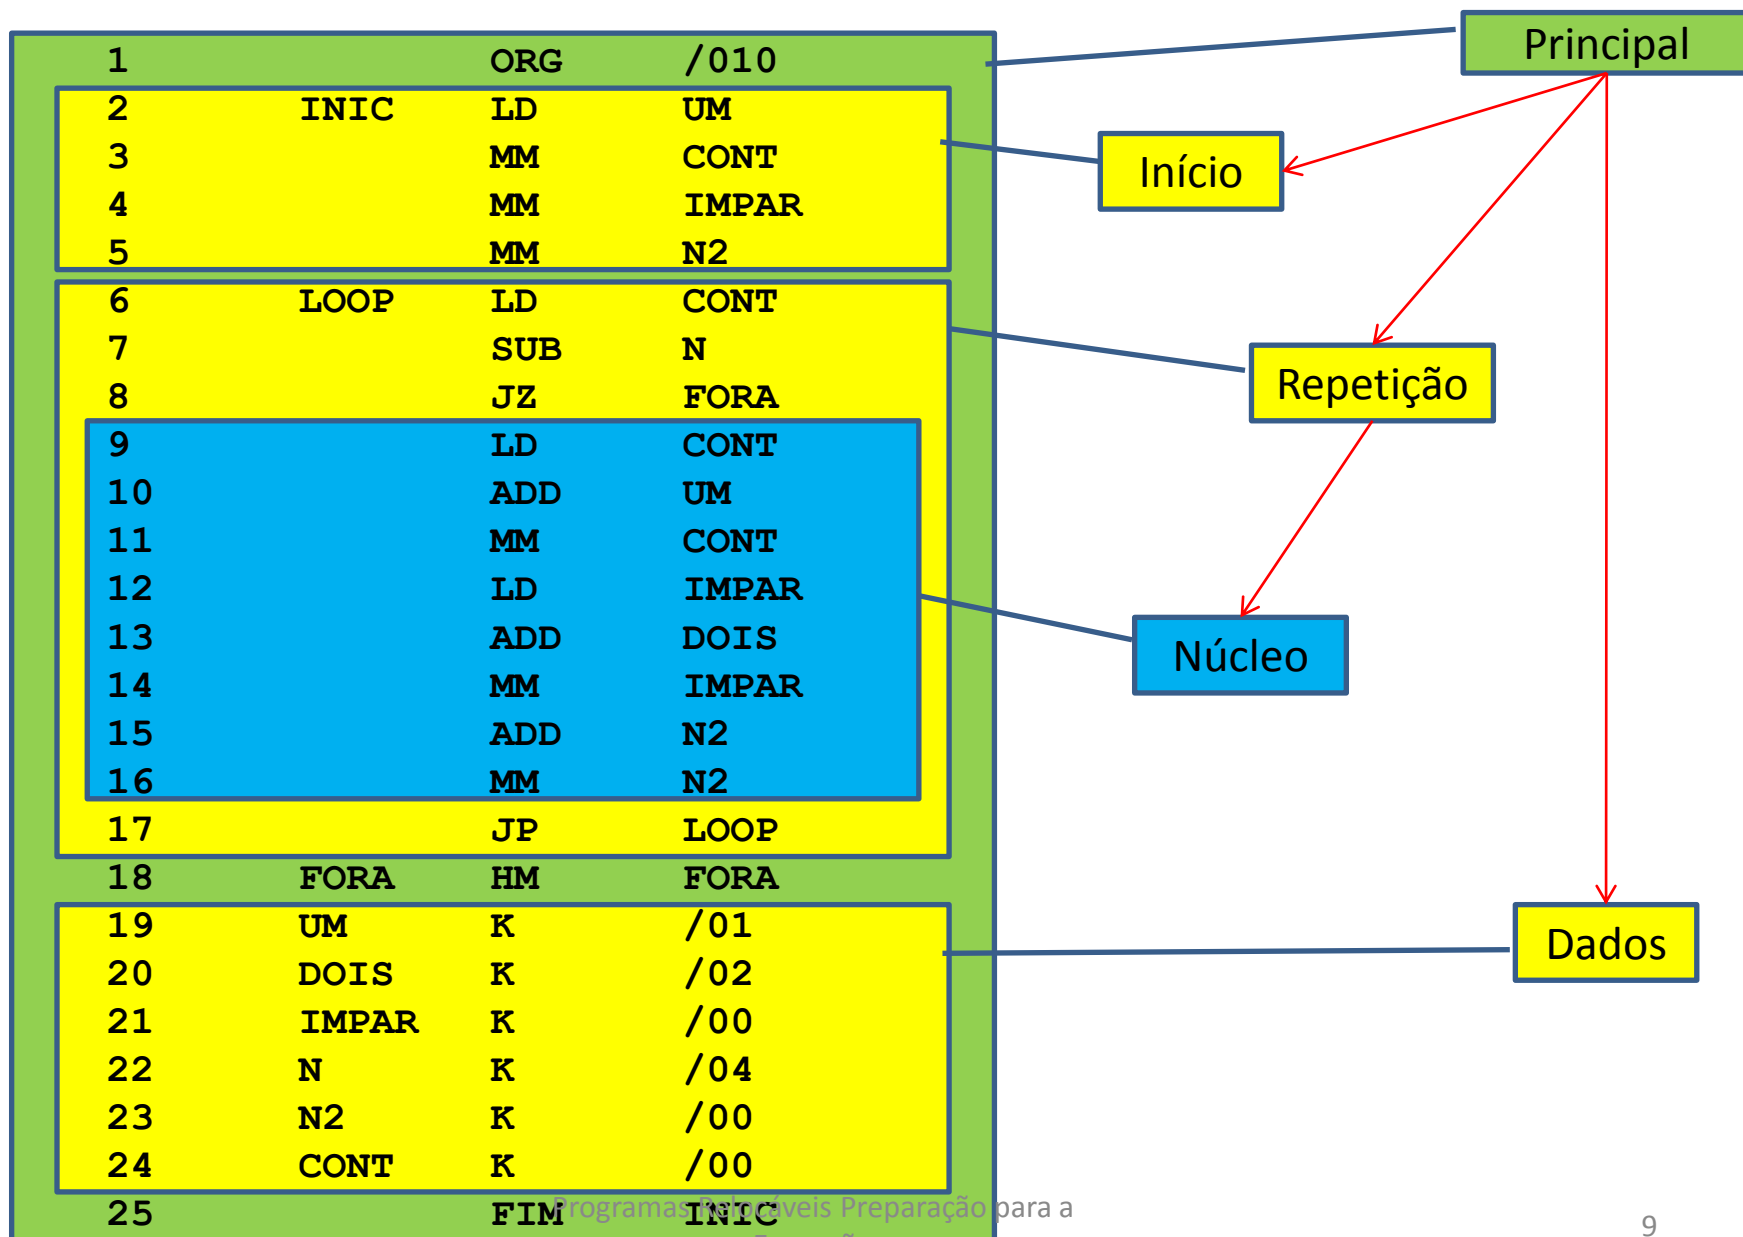 1 ORG /010
2 INIC LD UM
3 MM CONT
4 MM IMPAR
5 MM N2
6 LOOP LD CONT
7 SUB N
8 JZ FORA
9 LD CONT
10 ADD UM
11 MM CONT
12 LD IMPAR
13 ADD DOIS
14 MM IMPAR
15 ADD N2
16 MM N2
17 JP LOOP
18 FORA HM FORA
19 UM K /01
20 DOIS K /02
21 IMPAR K /00
22 N K /04
23 N2 K /00
24 CONT K /00
25 FIM INIC
Principal
Início
Repetição
Núcleo
Dados
Programas Relocáveis Preparação para a
9